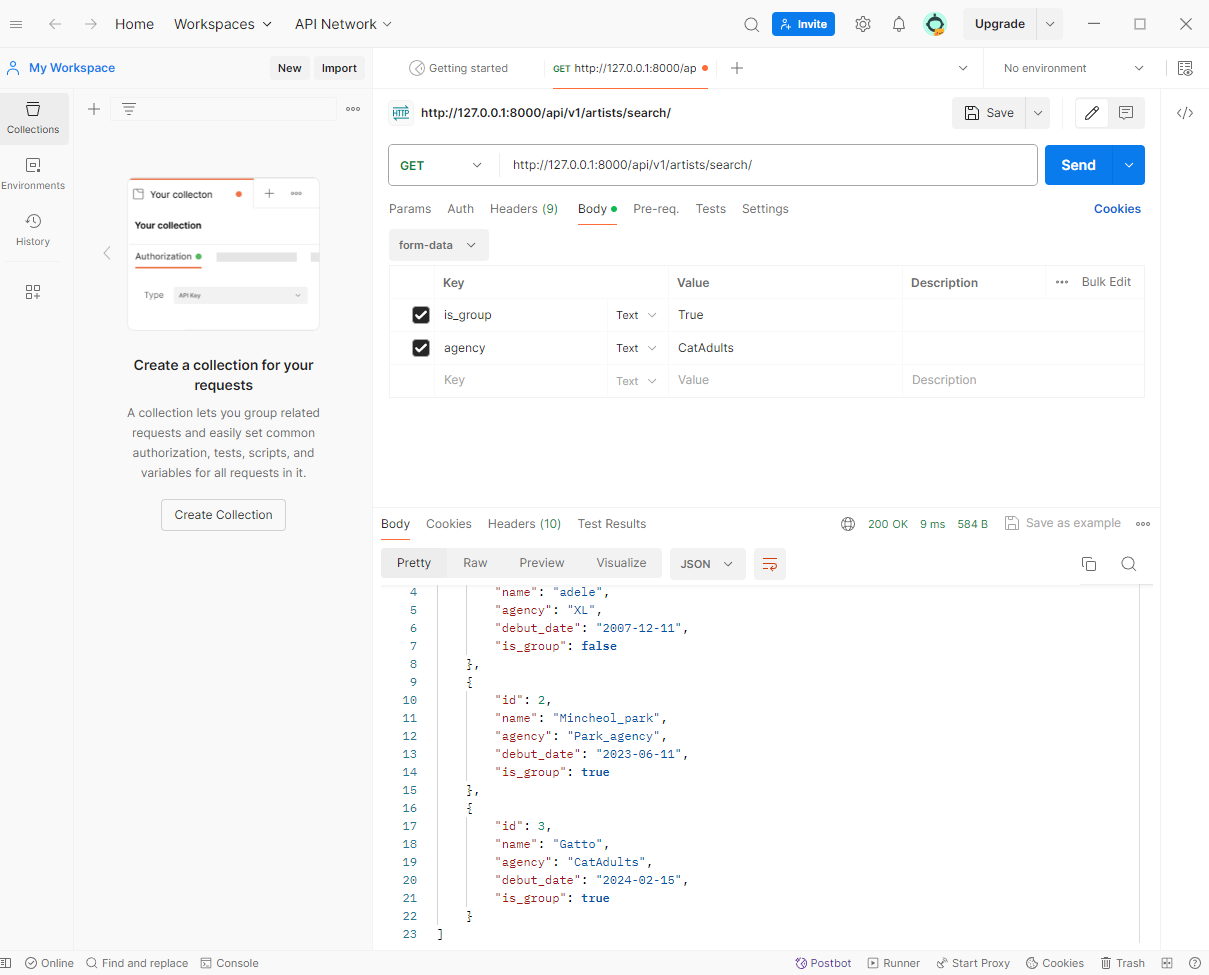 Home Workspaces API Network Invite Upgrade
My Workspace New Import Getting started GET http://127.0.0.1:8000/ap No environment
Collections
Environments
History
Your collecton
Your collection
Authorization
Type API Key
Create a collection for your
requests
A collection lets you group related
requests and easily set common
authorization, tests, scripts, and
variables for all requests in it.
Create Collection
HTTP http://127.0.0.1:8000/api/v1/artists/search/ Save
GET http://127.0.0.1:8000/api/v1/artists/search/ Send
Params Auth Headers (9) Body Pre-req. Tests Settings Cookies
form-data
Key Value Description Bulk Edit
is_group Text True
agency Text CatAdults
Key Text Value Description
Body Cookies Headers (10) Test Results 200 OK 9 ms 584 B Save as example
Pretty Raw Preview Visualize JSON
4 "name": "adele",
5 "agency": "XL",
6 "debut_date": "2007-12-11",
7 "is_group": false
8 },
9 {
10 "id": 2,
11 "name": "Mincheol_park",
12 "agency": "Park_agency",
13 "debut_date": "2023-06-11",
14 "is_group": true
15 },
16 {
17 "id": 3,
18 "name": "Gatto",
19 "agency": "CatAdults",
20 "debut_date": "2024-02-15",
21 "is_group": true
22 }
23 ]
Online Find and replace Console Postbot Runner Start Proxy Cookies Trash